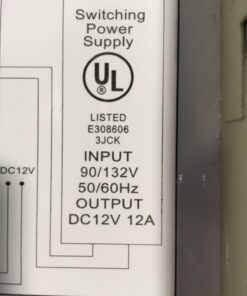 Switching
Power
Supply
UL
LISTED
E308606
3JCK
INPUT
90/132V
50/60Hz
OUTPUT
DC12V 12A
DC12V